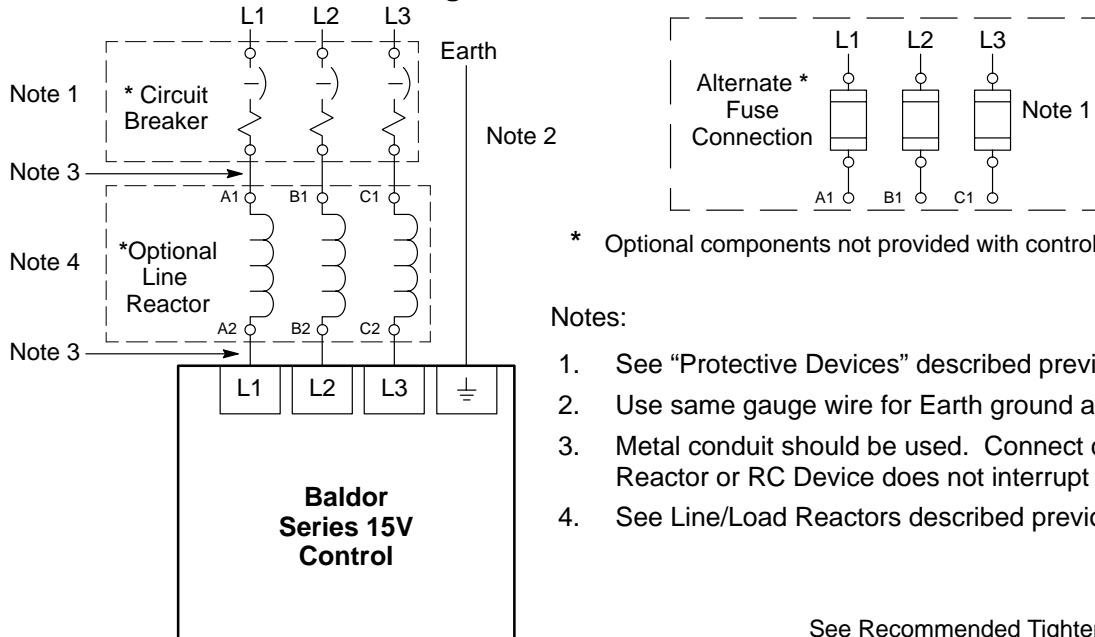 L1 L2 L3
Earth
Note 1
* Circuit
Breaker
Note 2
Note 3
A1 B1 C1
Note 4
*Optional
Line
Reactor
A2 B2 C2
Note 3
L1 L2 L3
Baldor
Series 15V
Control
L1 L2 L3
Alternate *
Fuse
Connection
Note 1
A1 B1 C1
* Optional components not provided with control
Notes:
1. See “Protective Devices” described
2. Use same gauge wire for Earth ground
3. Metal conduit should be used. Connect
Reactor or RC Device does not interrupt
4. See Line/Load Reactors described
See Recommended